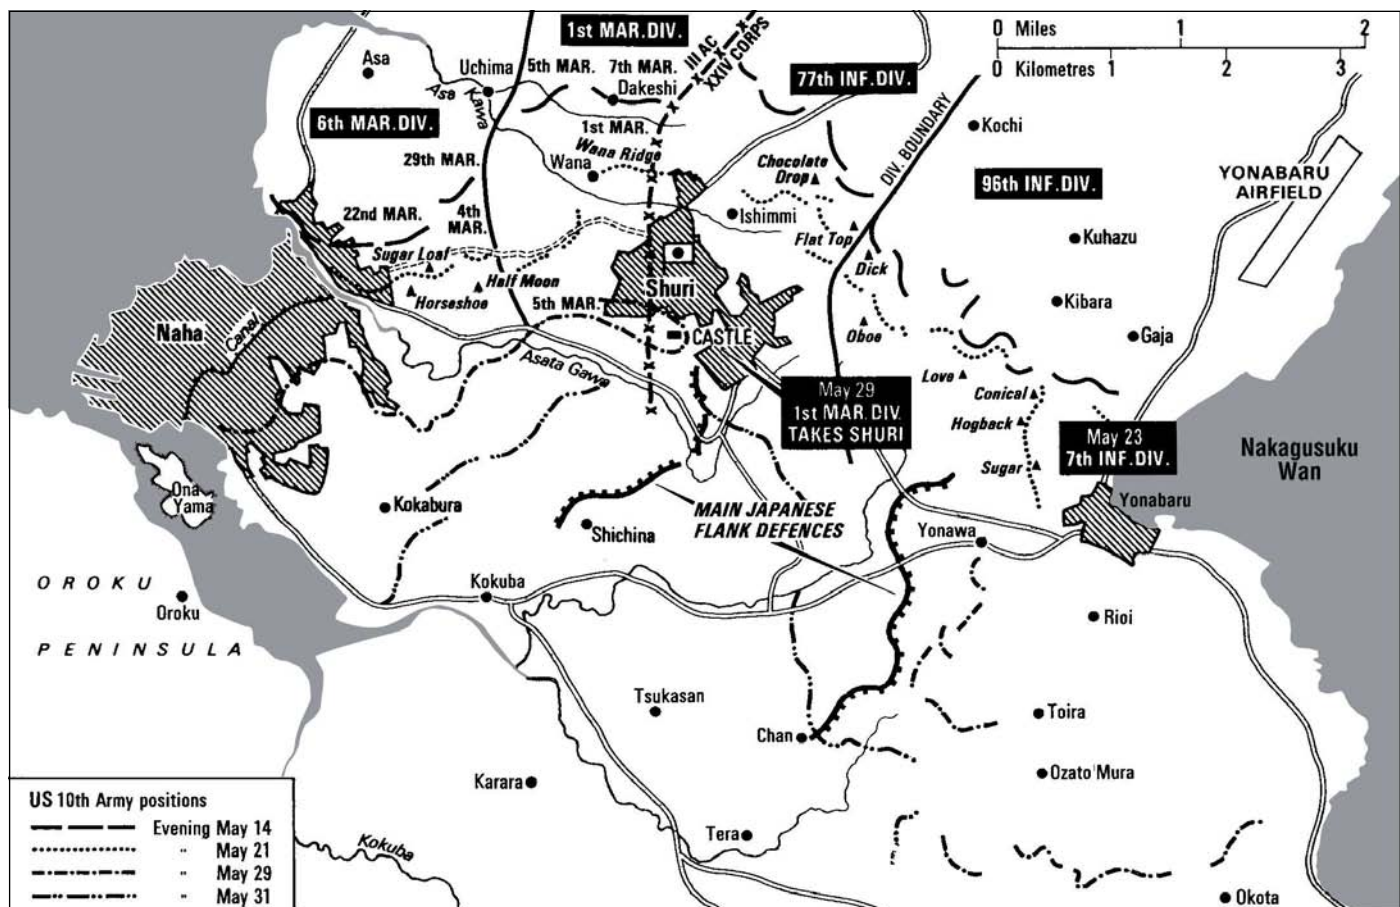 0 Miles 1 2
0 Kilometres 1 2 3
1st MAR.DIV.
III AC
XXIV CORPS
5th MAR. 7th MAR.
Asa
Uchima
Dakeshi
77th INF.DIV.
Asa
Kawa
6th MAR.DIV.
1st MAR.
Kochi
DIV. BOUNDARY
29th MAR.
Wana
Wana Ridge
Chocolate
Drop
96th INF.DIV.
YONABARU
AIRFIELD
22nd MAR.
4th
MAR.
Ishimmi
Flat Top
Kuhazu
Sugar Loaf
Half Moon
Dick
Horseshoe
Shuri
5th MAR.
Kibara
Naha
Canal
CASTLE
Oboe
Gaja
Asata Gawa
Love
May 29
1st MAR.DIV.
TAKES SHURI
Conical
Hogback
May 23
7th INF.DIV.
Nakagusuku
Wan
Sugar
Ona
Yama
Kokabura
MAIN JAPANESE
FLANK DEFENCES
Yonabaru
Shichina
Yonawa
OROKU
Oroku
PENINSULA
Kokuba
Rioi
Tsukasan
Toira
Chan
Karara
Ozato'Mura
Tera
Kokuba
Okota
US 10th Army positions
Evening May 14
" May 21
" May 29
" May 31